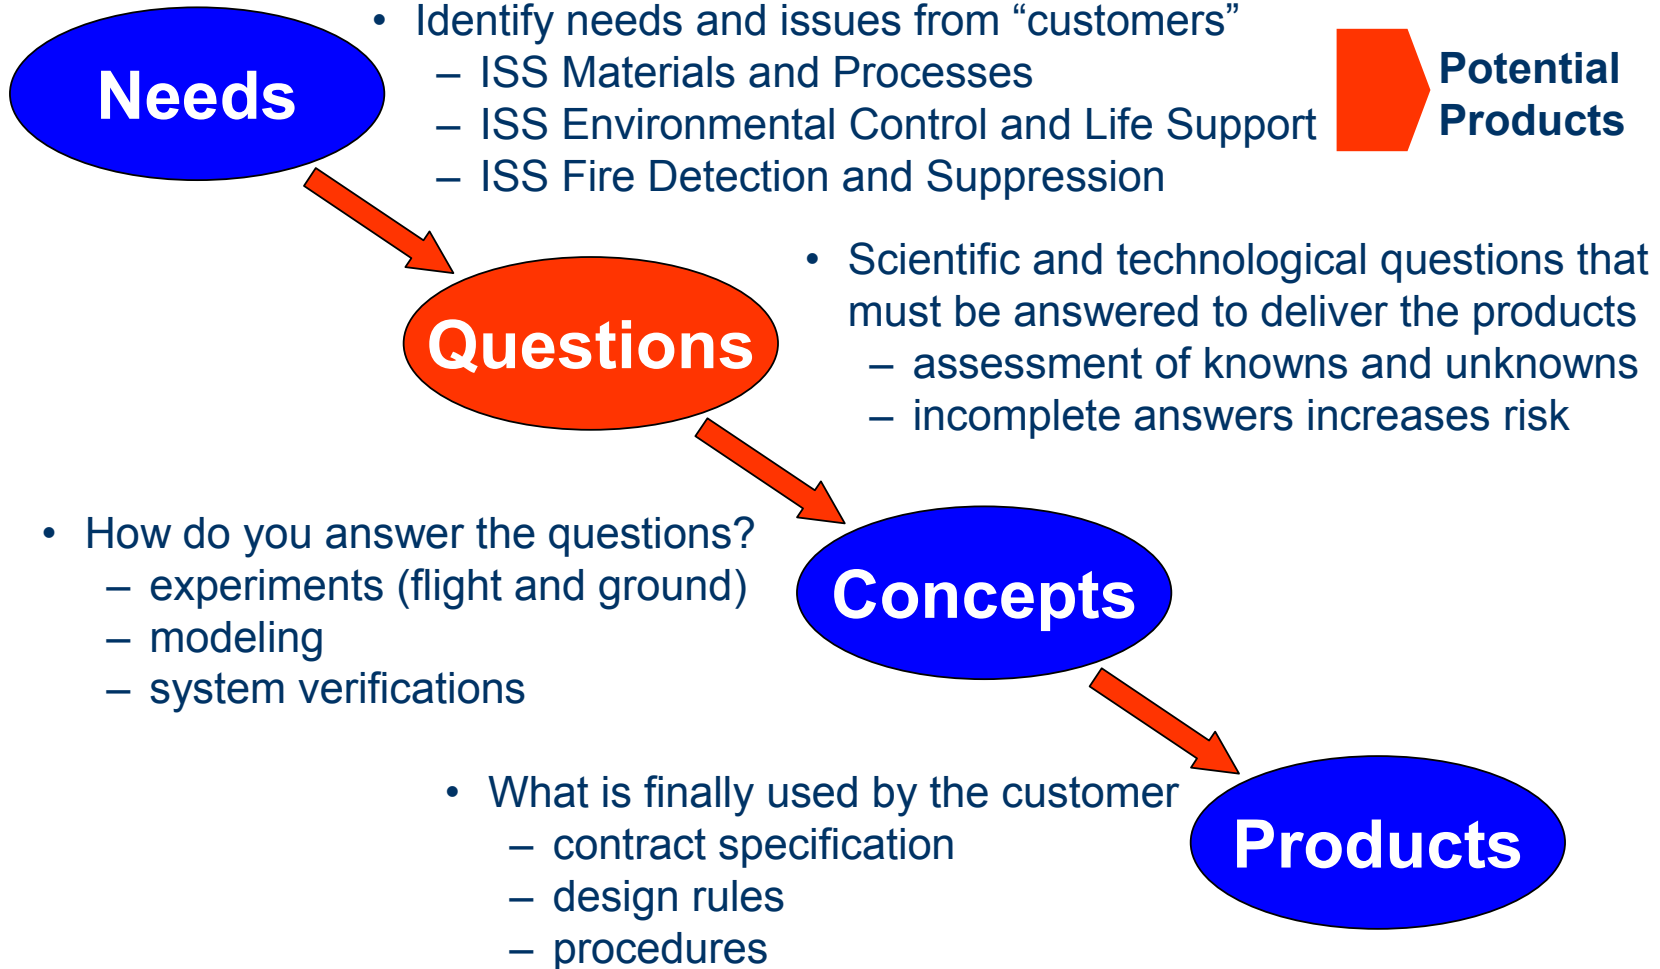 Needs
• Identify needs and issues from “customers”
– ISS Materials and Processes
– ISS Environmental Control and Life Support
– ISS Fire Detection and Suppression
Potential
Products
Questions
• Scientific and technological questions that
must be answered to deliver the products
– assessment of knowns and unknowns
– incomplete answers increases risk
• How do you answer the questions?
– experiments (flight and ground)
– modeling
– system verifications
Concepts
• What is finally used by the customer
– contract specification
– design rules
– procedures
Products